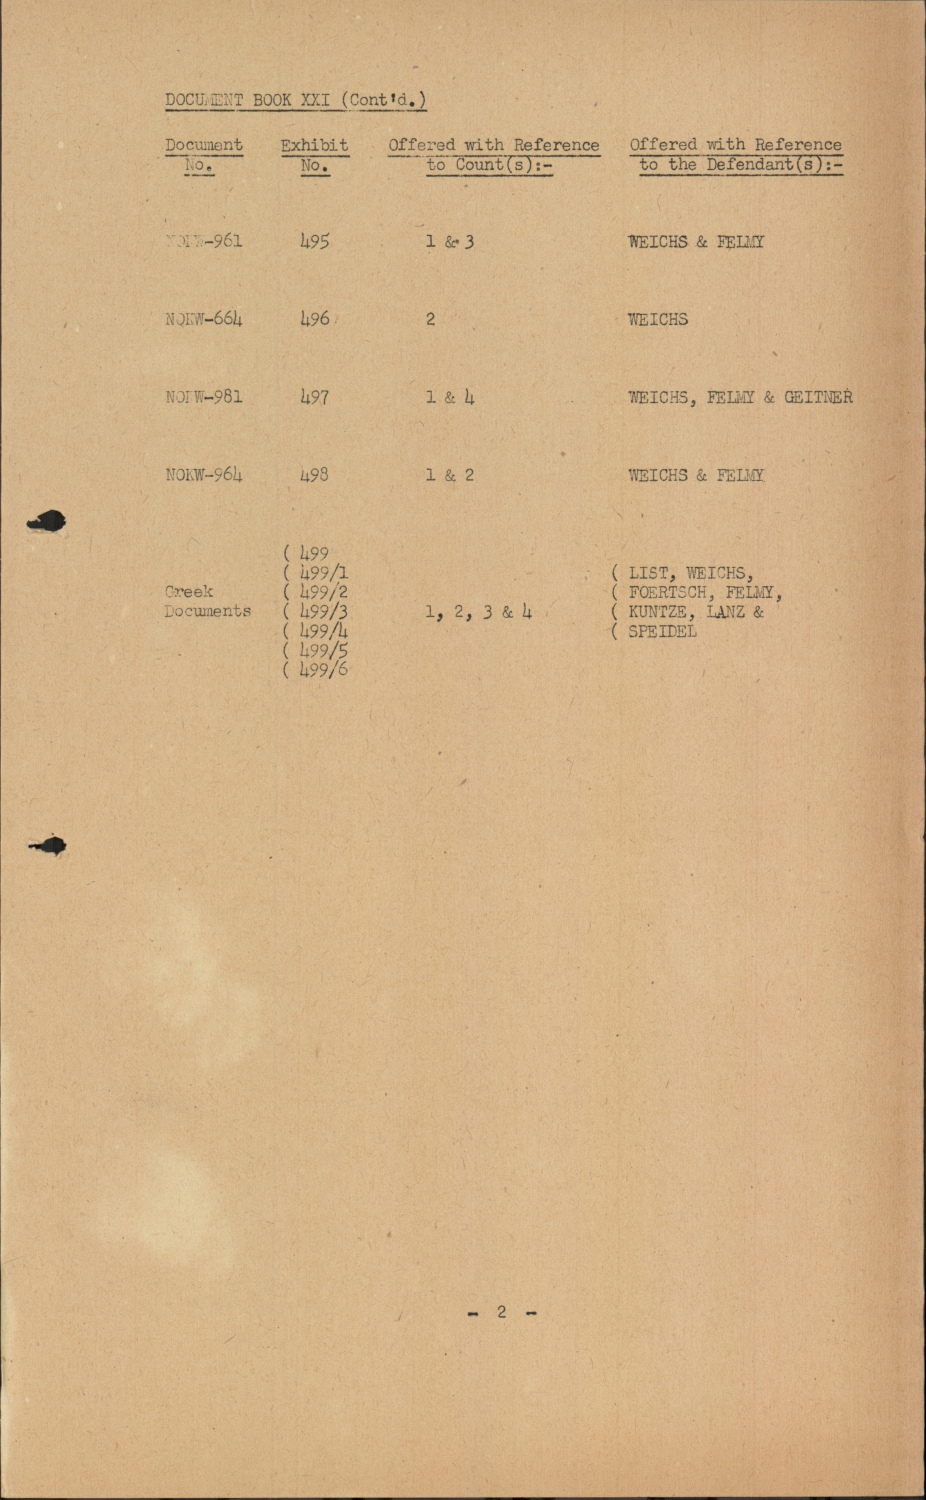 DOCUMENT BOOK XXI (Cont'd.)
Document Exhibit Offered with Reference Offered with Reference
No. No. to Count(s):- to the Defendant(s):-
NOKW-961 495 1 & 3 WEICHS & FELMY
NOKW-664 496 2 WEICHS
NOKW-981 497 1 & 4 WEICHS, FELMY & GEITNER
NOKW-964 498 1 & 2 WEICHS & FELMY
( 499
( 499/1 ( LIST, WEICHS,
Greek ( 499/2 ( FOERTSCH, FELMY,
Documents ( 499/3 1, 2, 3 & 4 ( KUNTZE, LANZ &
( 499/4 ( SPEIDEL
( 499/5
( 499/6
- 2 -